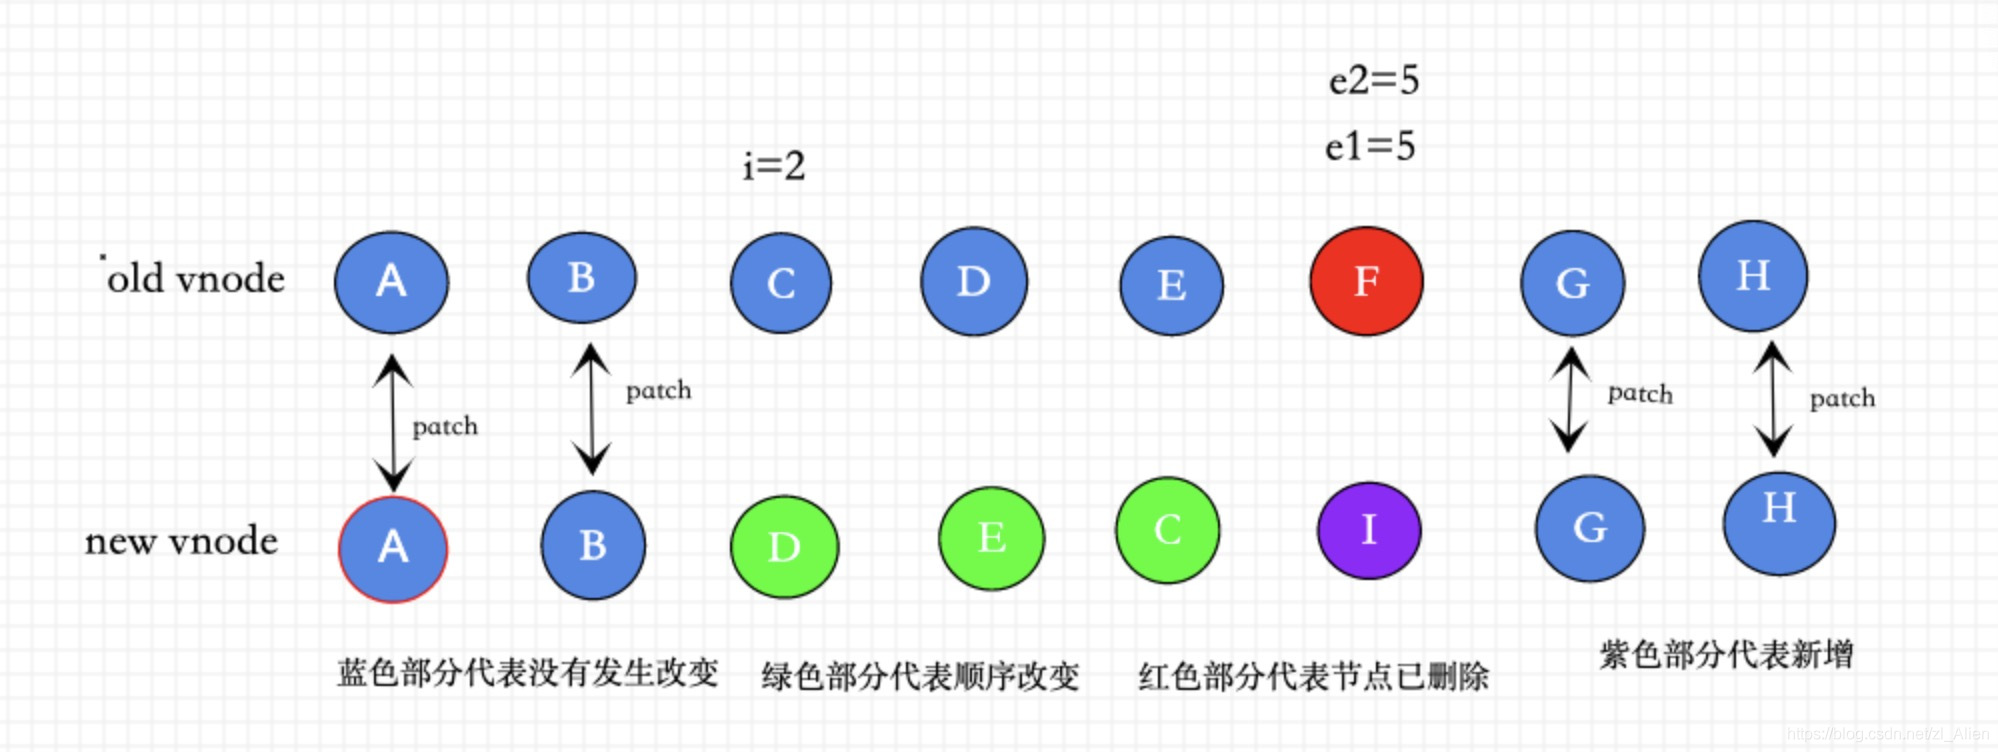 e2=5
e1=5
i=2
old vnode A B C D E F G H
patch patch patch patch
new vnode A B D E C I G H
蓝色部分代表没有发生改变 绿色部分代表顺序改变 红色部分代表节点已删除 紫色部分代表新增
https://blog.csdn.net/zl_Alien